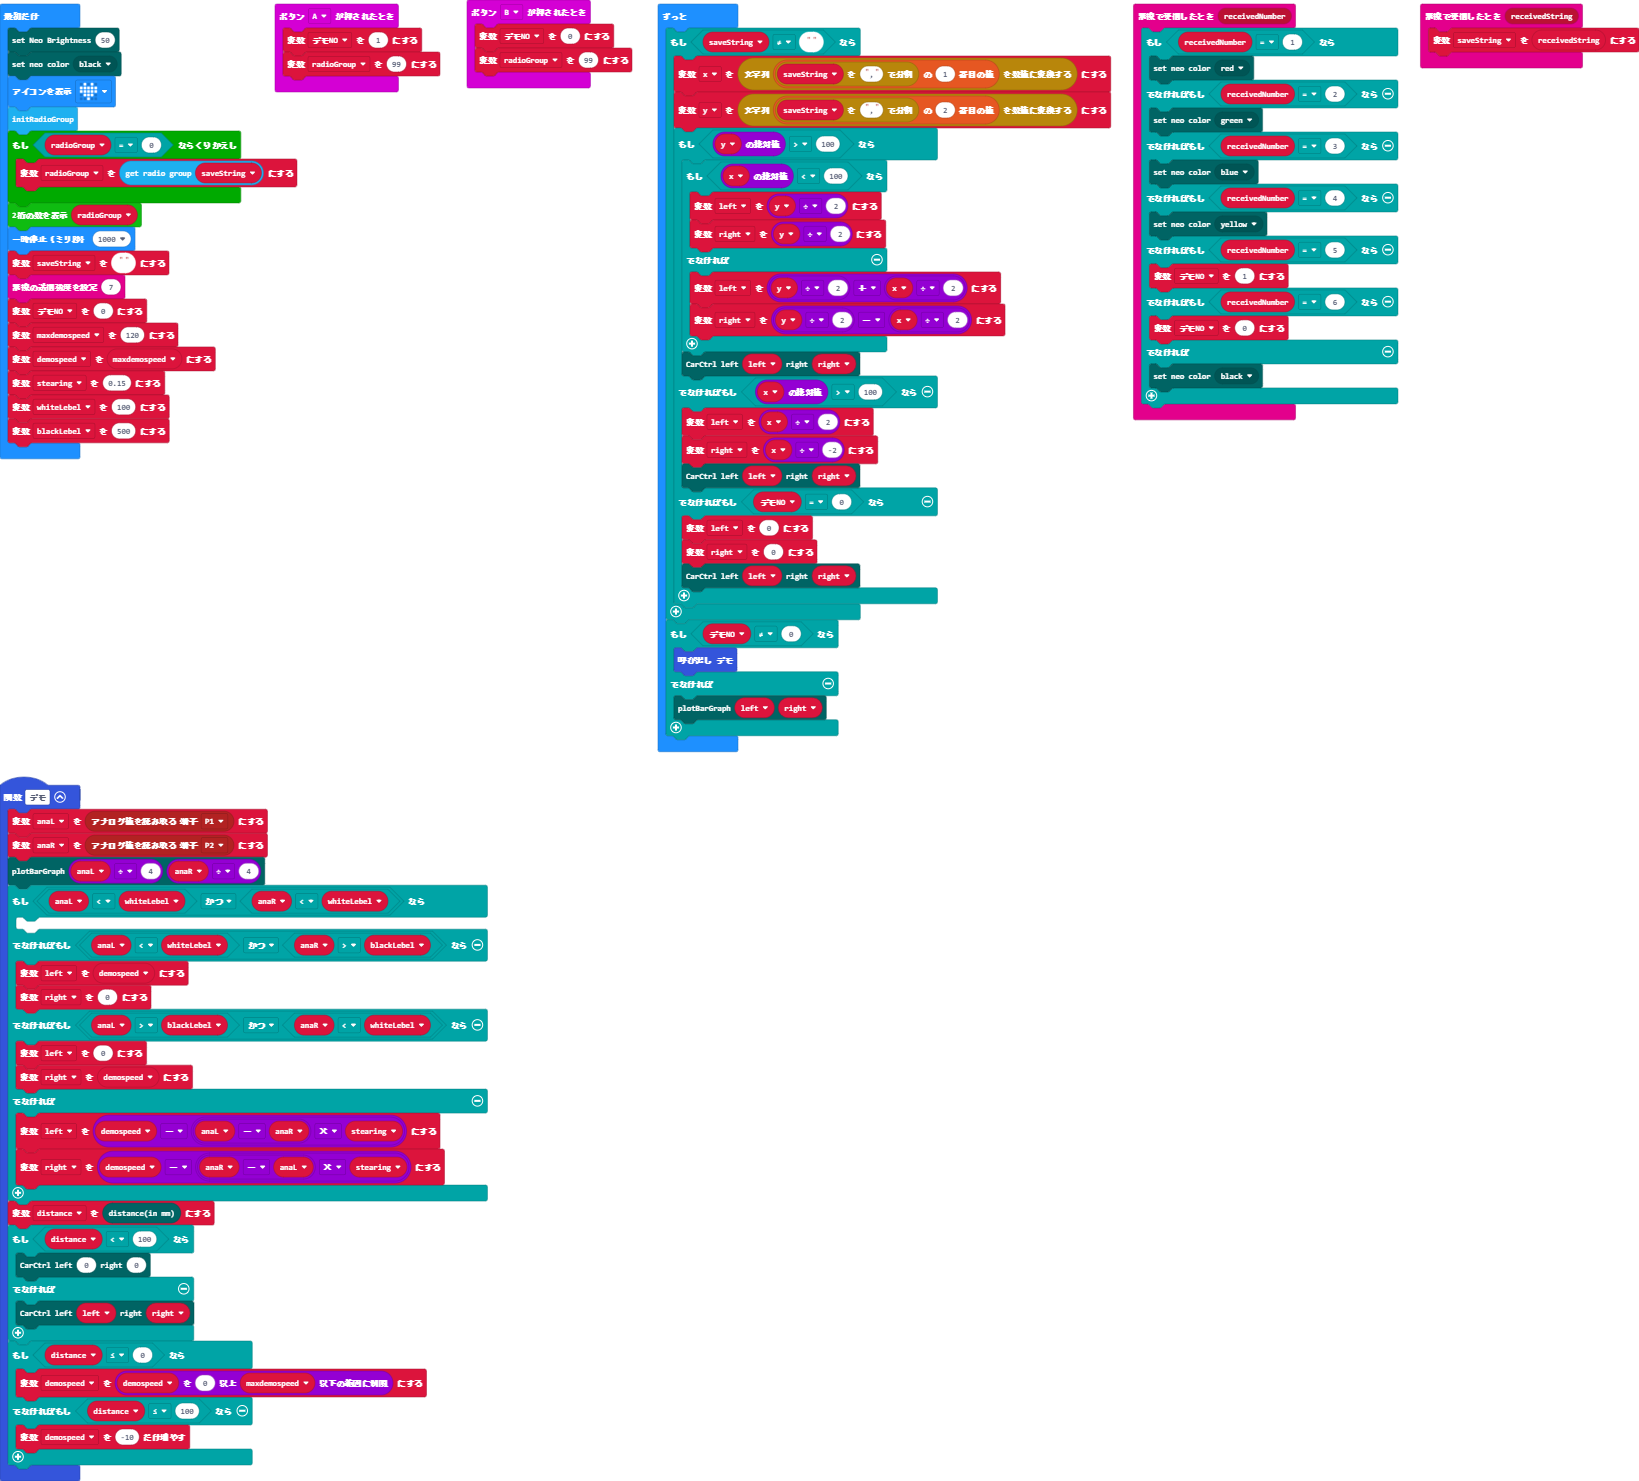 最初だけ
set Neo Brightness 50
set neo color black
アイコンを表示
initRadioGroup
もし radioGroup = 0 ならくりかえし
変数 radioGroup を get radio group saveString にする
2桁の数を表示 radioGroup
一時停止（ミリ秒） 1000
変数 saveString を "" にする
無線の送信強度を設定 7
変数 デモNO を 0 にする
変数 maxdemospeed を 120 にする
変数 demospeed を maxdemospeed にする
変数 stearing を 0.15 にする
変数 whiteLebel を 100 にする
変数 blackLebel を 500 にする
ボタン A が押されたとき
変数 デモNO を 1 にする
変数 radioGroup を 99 にする
ボタン B が押されたとき
変数 デモNO を 0 にする
変数 radioGroup を 99 にする
ずっと
もし saveString ≠ "" なら
変数 x を 文字列 saveString を "," で分割 の 1 番目の値 を数値に変換する にする
変数 y を 文字列 saveString を "," で分割 の 2 番目の値 を数値に変換する にする
もし y の絶対値 > 100 なら
もし x の絶対値 < 100 なら
変数 left を y ÷ 2 にする
変数 right を y ÷ 2 にする
でなければ
変数 left を y ÷ 2 + x ÷ 2 にする
変数 right を y ÷ 2 － x ÷ 2 にする
CarCtrl left left right right
でなければもし x の絶対値 > 100 なら
変数 left を x ÷ 2 にする
変数 right を x ÷ -2 にする
CarCtrl left left right right
でなければもし デモNO = 0 なら
変数 left を 0 にする
変数 right を 0 にする
CarCtrl left left right right
もし デモNO ≠ 0 なら
呼び出し デモ
でなければ
plotBarGraph left right
無線で受信したとき receivedNumber
もし receivedNumber = 1 なら
set neo color red
でなければもし receivedNumber = 2 なら
set neo color green
でなければもし receivedNumber = 3 なら
set neo color blue
でなければもし receivedNumber = 4 なら
set neo color yellow
でなければもし receivedNumber = 5 なら
変数 デモNO を 1 にする
でなければもし receivedNumber = 6 なら
変数 デモNO を 0 にする
でなければ
set neo color black
無線で受信したとき receivedString
変数 saveString を receivedString にする
関数 デモ
変数 anaL を アナログ値を読み取る 端子 P1 にする
変数 anaR を アナログ値を読み取る 端子 P2 にする
plotBarGraph anaL ÷ 4 anaR ÷ 4
もし anaL < whiteLebel かつ anaR < whiteLebel なら
でなければもし anaL < whiteLebel かつ anaR > blackLebel なら
変数 left を demospeed にする
変数 right を 0 にする
でなければもし anaL > blackLebel かつ anaR < whiteLebel なら
変数 left を 0 にする
変数 right を demospeed にする
でなければ
変数 left を demospeed － anaL － anaR × stearing にする
変数 right を demospeed － anaR － anaL × stearing にする
変数 distance を distance(in mm) にする
もし distance < 100 なら
CarCtrl left 0 right 0
でなければ
CarCtrl left left right right
もし distance ≤ 0 なら
変数 demospeed を demospeed を 0 以上 maxdemospeed 以下の範囲に制限 にする
でなければもし distance ≤ 100 なら
変数 demospeed を -10 だけ増やす